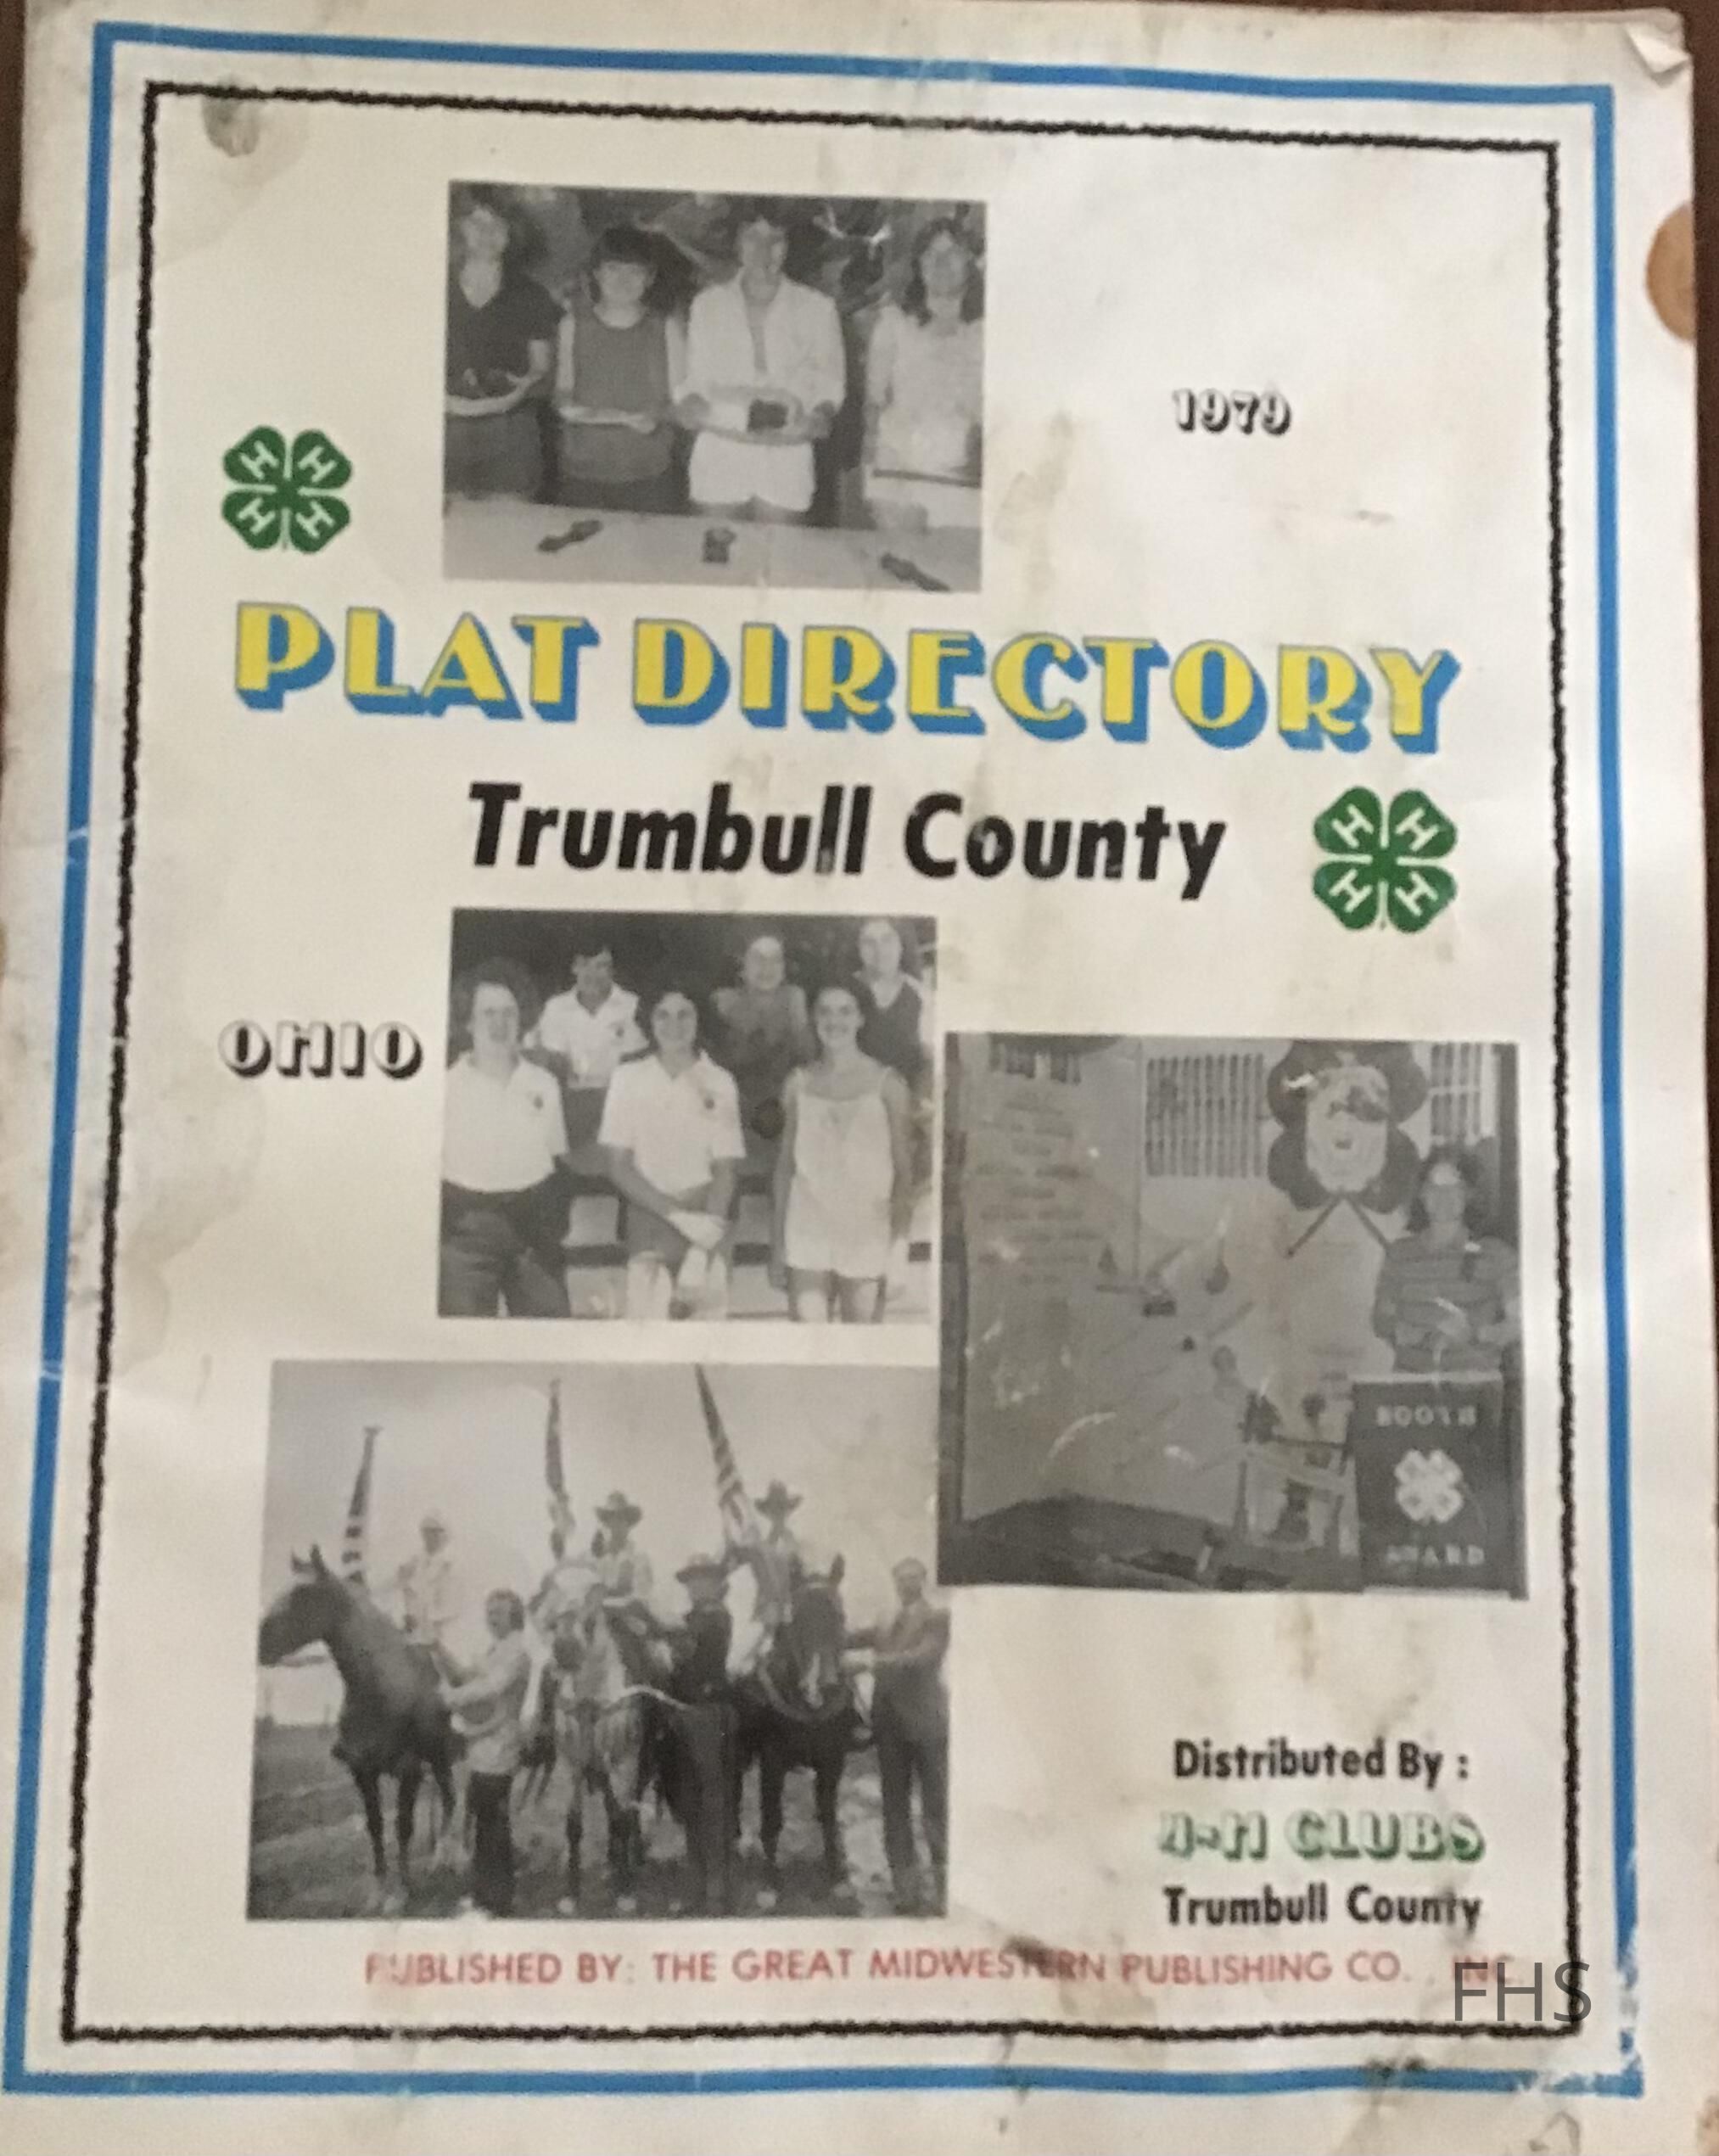 1979
H H
H H
PLAT DIRECTORY
Trumbull County
H H
H H
OHIO
BOOTH
AWARD
Distributed By :
4-H CLUBS
Trumbull County
PUBLISHED BY: THE GREAT MIDWESTERN PUBLISHING CO., INC.
FHS